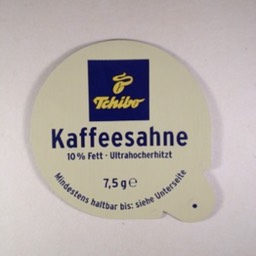 Tchibo
Kaffeesahne
10% Fett · Ultrahocherhitzt
7,5 g ℮
Mindestens haltbar bis: siehe Unterseite